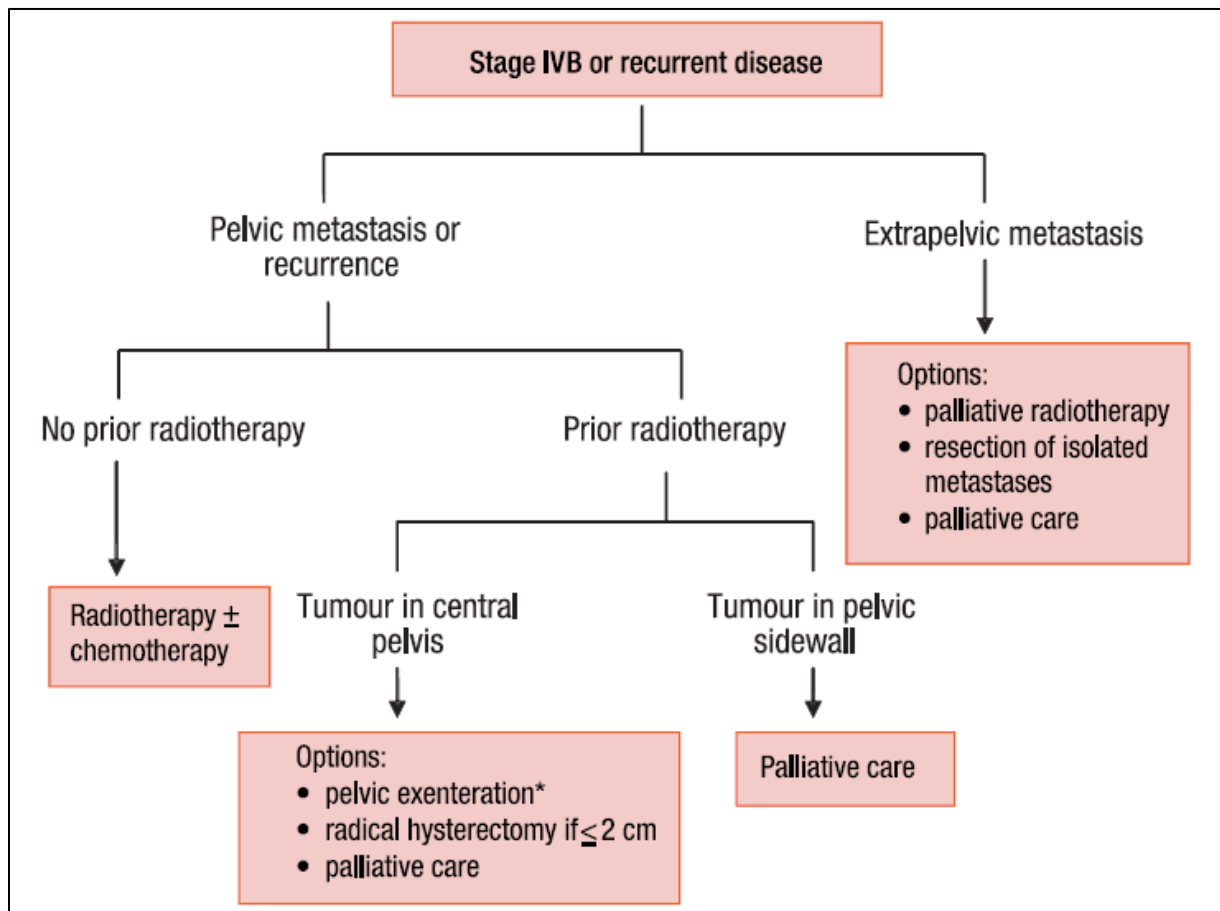 Stage IVB or recurrent disease
Pelvic metastasis or
recurrence
Extrapelvic metastasis
Options:
• palliative radiotherapy
• resection of isolated
metastases
• palliative care
No prior radiotherapy
Prior radiotherapy
Radiotherapy ±
chemotherapy
Tumour in central
pelvis
Tumour in pelvic
sidewall
Options:
• pelvic exenteration*
• radical hysterectomy if ≤ 2 cm
• palliative care
Palliative care